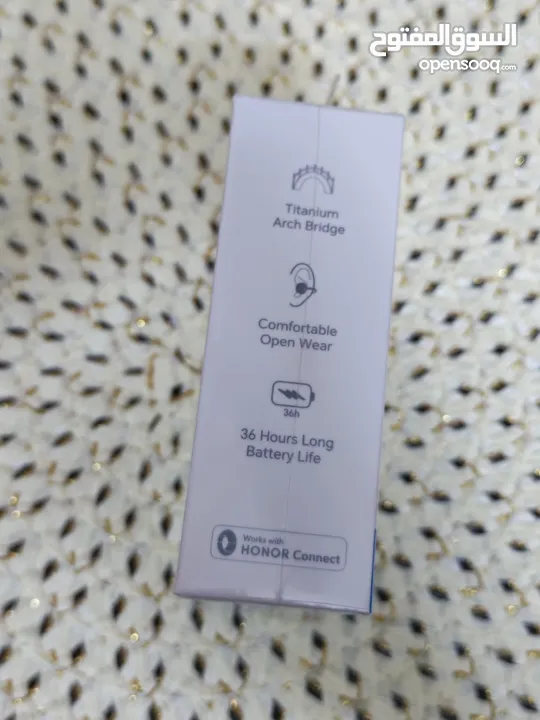 السوق المفتوح
opensooq.com
Titanium
Arch Bridge
Comfortable
Open Wear
36h
36 Hours Long
Battery Life
Works with
HONOR Connect